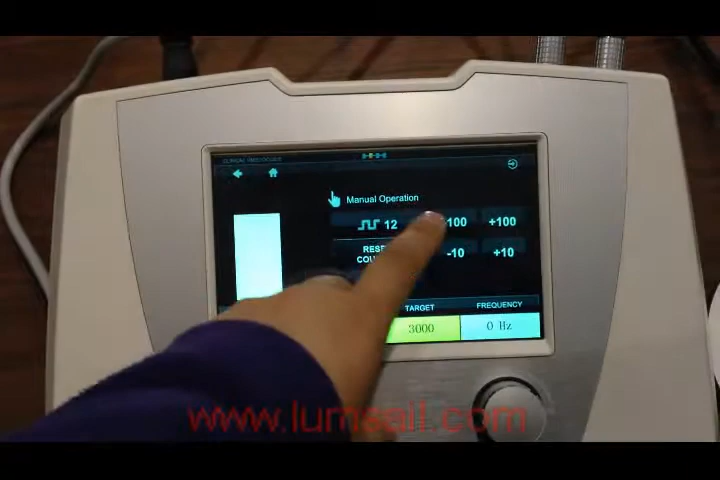 Manual Operation
12
100
+100
-10
+10
TARGET
FREQUENCY
3000
0 Hz
www.lumsail.com